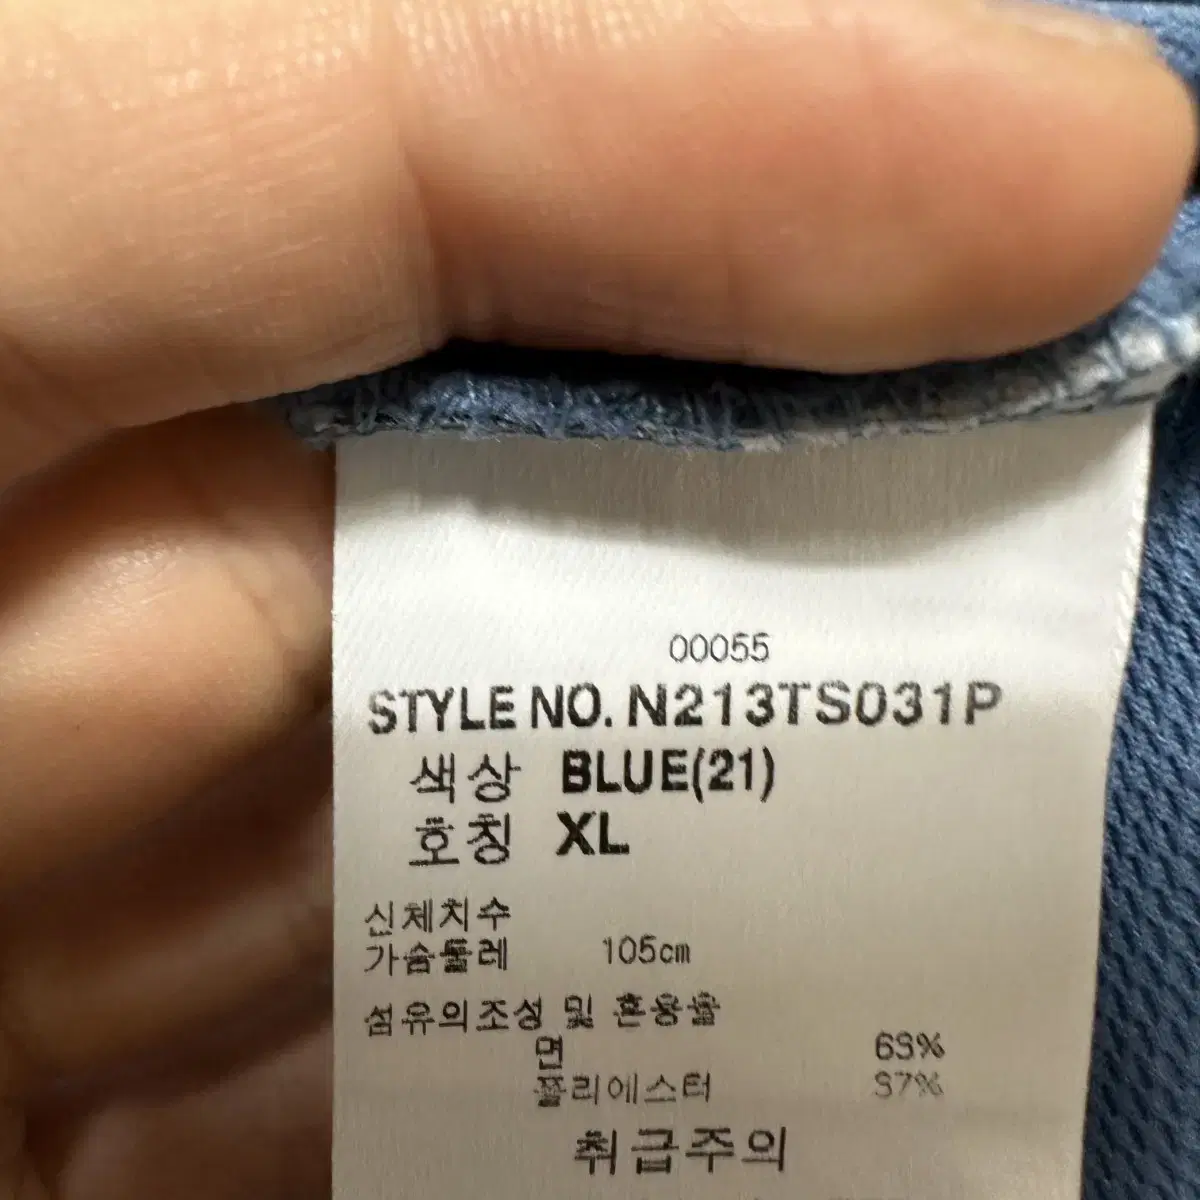 00055
STYLE NO. N213TS031P
색상 BLUE(21)
호칭 XL
신체치수
가슴둘레 105cm
섬유의조성 및 혼용율
면 63%
폴리에스터 37%
취급주의